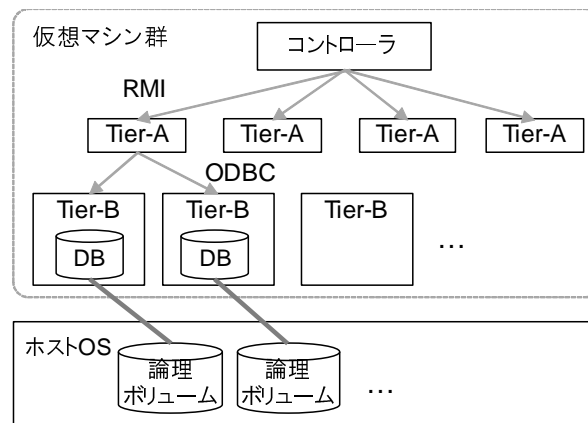 仮想マシン群
コントローラ
RMI
Tier-A
Tier-A
Tier-A
Tier-A
ODBC
Tier-B
Tier-B
Tier-B
DB
DB
…
ホストOS
論理
ボリューム
論理
ボリューム
…